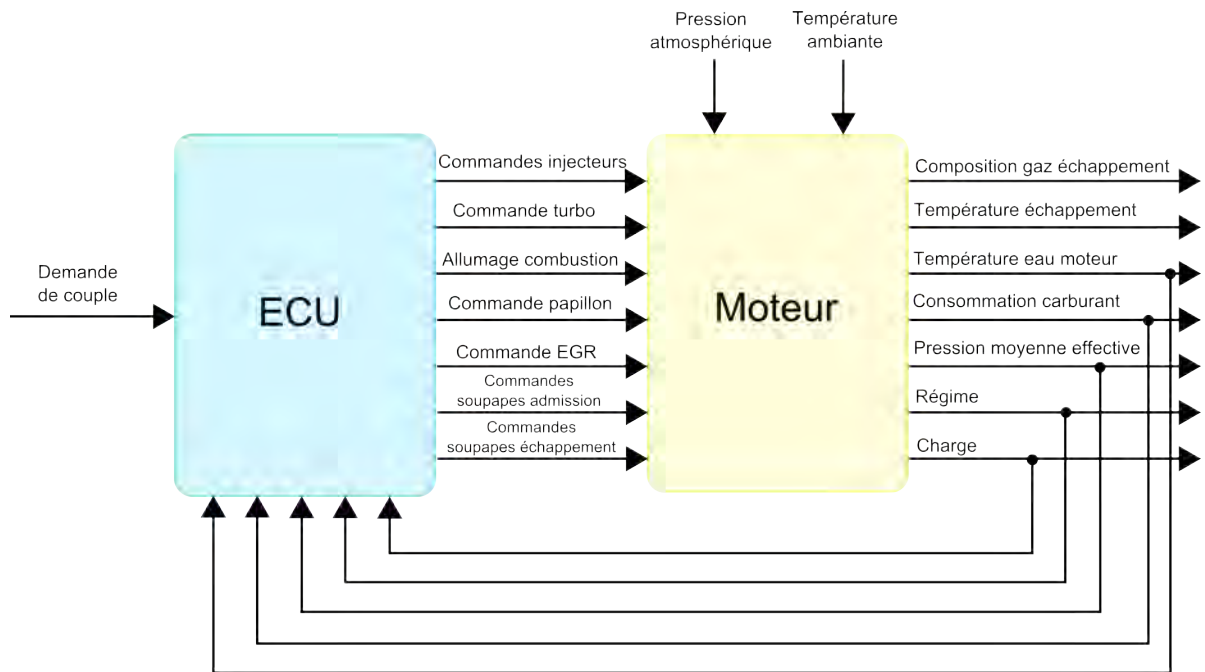 Pression
atmosphérique
Température
ambiante
Demande
de couple
ECU
Commandes injecteurs
Commande turbo
Allumage combustion
Commande papillon
Commande EGR
Commandes
soupapes admission
Commandes
soupapes échappement
Moteur
Composition gaz échappement
Température échappement
Température eau moteur
Consommation carburant
Pression moyenne effective
Régime
Charge